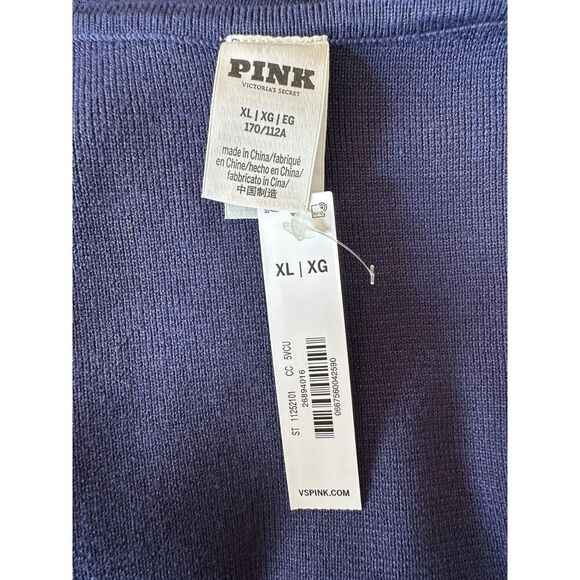 PINK
VICTORIA'S SECRET
XL | XG | EG
170/112A
made in China/fabriqué
en Chine/hecho en China/
fabbricato in Cina/
中国制造
RFID
XL | XG
ST 11252101 CC 5VCU
26894016
0667560042590
VSPINK.COM